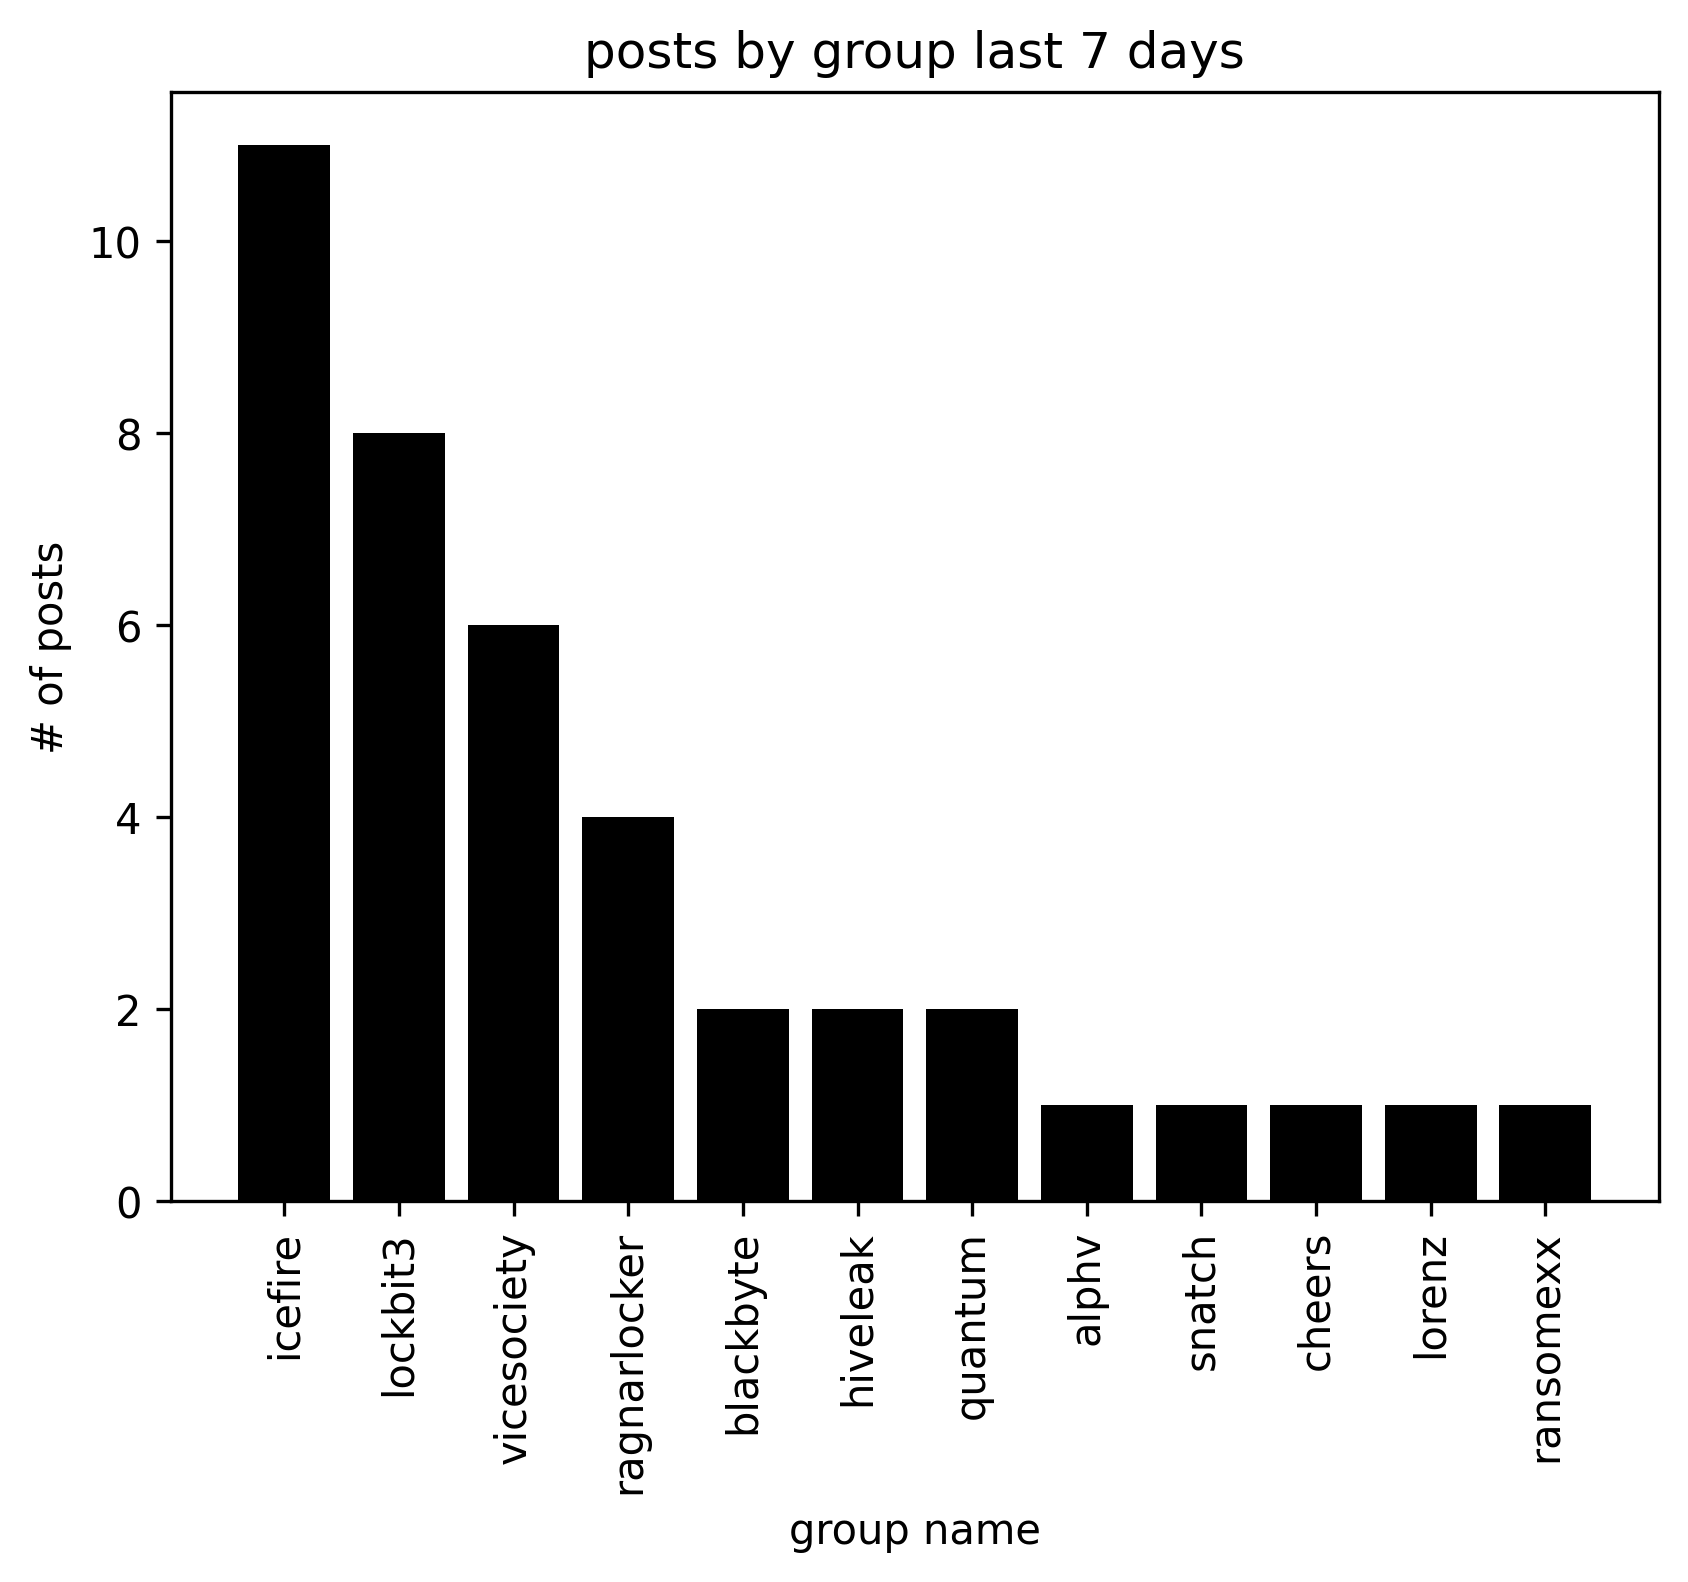 posts by group last 7 days
# of posts
10
8
6
4
2
0
icefire
lockbit3
vicesociety
ragnarlocker
blackbyte
hiveleak
quantum
alphv
snatch
cheers
lorenz
ransomexx
group name